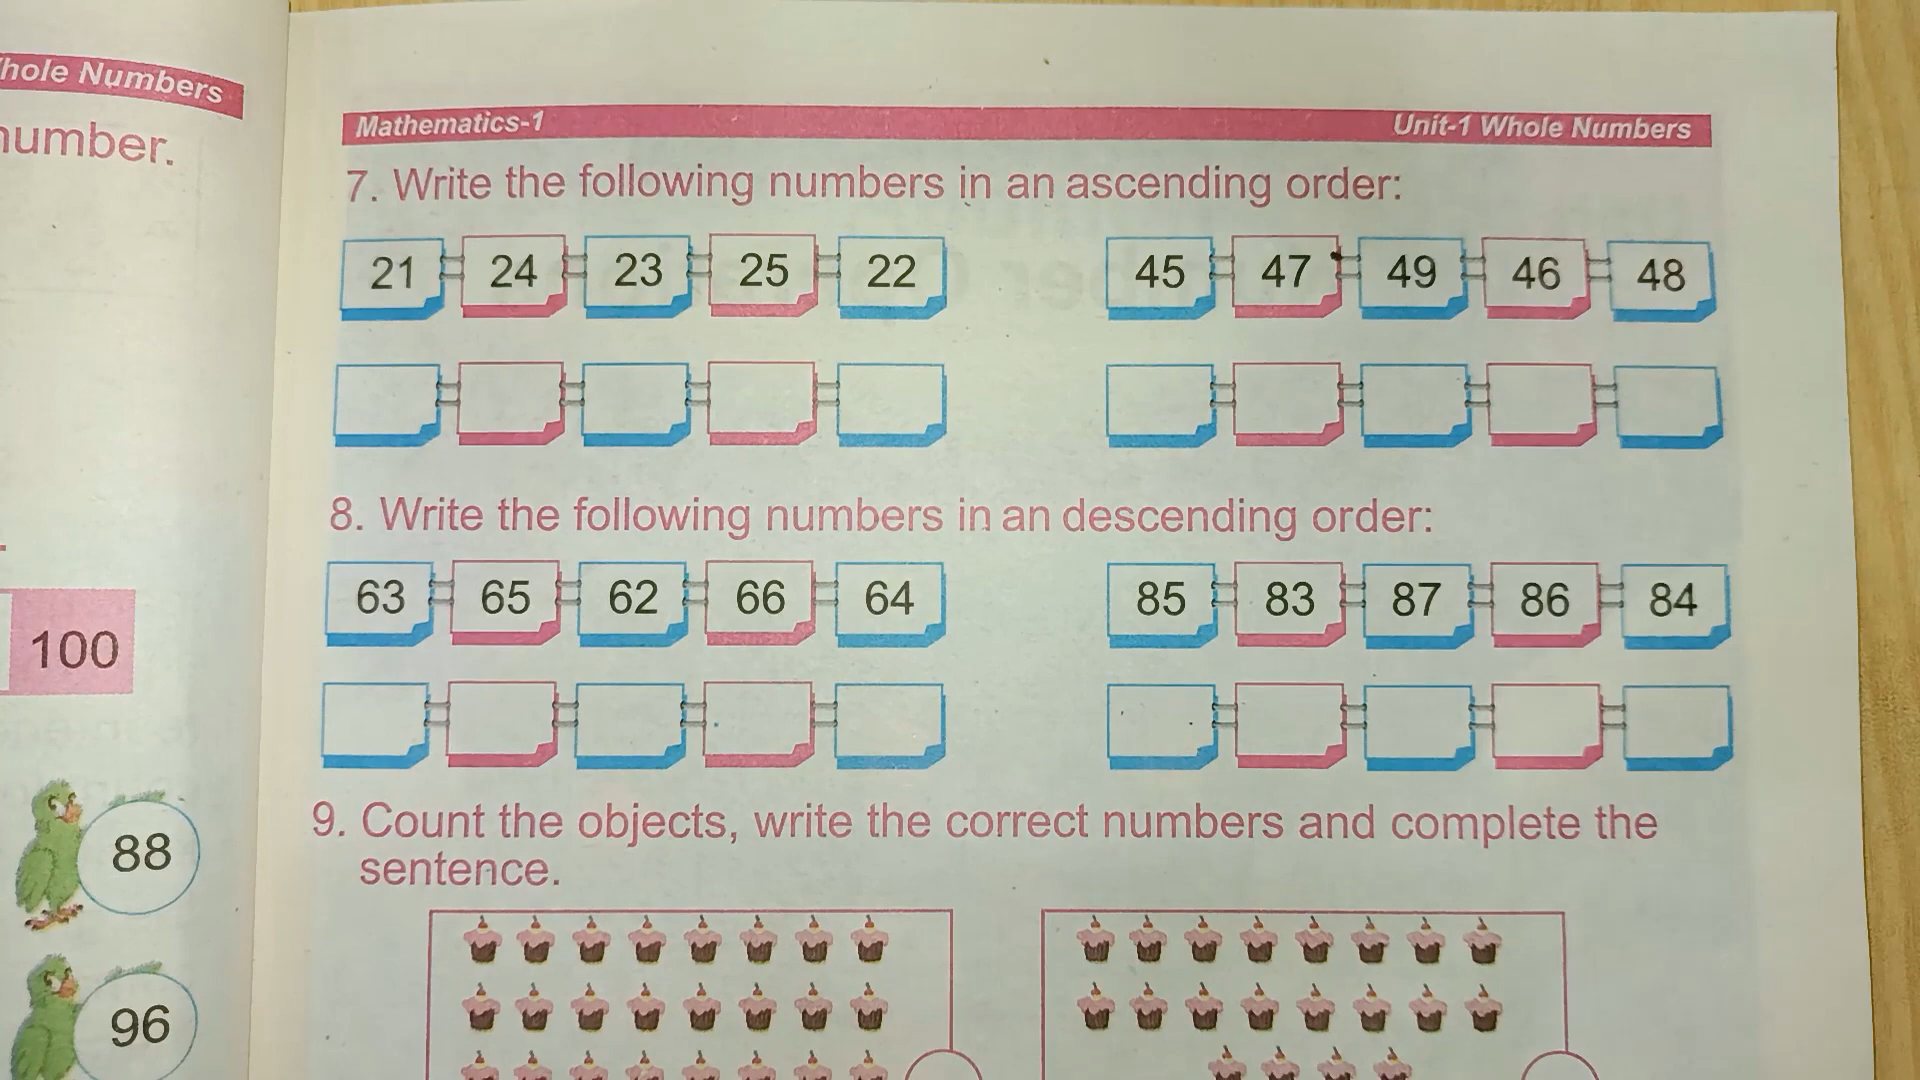 hole Numbers
number.
100
88
96
Mathematics-1 Unit-1 Whole Numbers
7. Write the following numbers in an ascending order:
21 24 23 25 22 45 47 49 46 48
8. Write the following numbers in an descending order:
63 65 62 66 64 85 83 87 86 84
9. Count the objects, write the correct numbers and complete the
sentence.